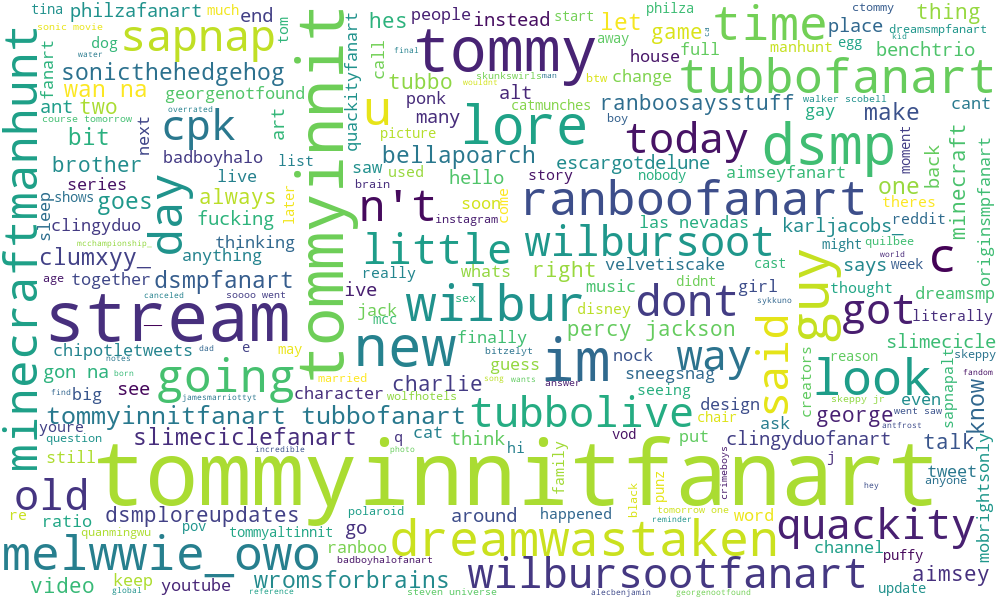 tina
philzafanart
much
end
hes
people
instead
start
philza
ctommy
sonic movie
sapnap
tom
call
tommy
let
away
game
time
place
thing
dog
water
final
skunkswirls
man
btw
house
manhunt
egg
dreamsmpfanart
kid
fanart
sonicthehedgehog
tubbo
wouldnt
full
benchtrio
ca
wan na
georgenotfound
quackityfanart
alt
change
tubbofanart
ant
two
overrated
art
ponk
u
catmunches
ranboosaysstuff
walker scobell
cant
course tomorrow
next
cpk
many
lore
boy
gay
make
minecraftmanhunt
bit
tommyinnit
picture
today
dsmp
moment
minecraft
brother
badboyhalo
list
saw
used
bellapoarch
escargotdelune
back
series
shows
day
live
brain
hello
story
nobody
aimseyfanart
one
theres
sleep
goes
always
later
n't
soon
come
ranboofanart
reddit
originsmpfanart
clingyduo
fucking
instagram
las nevadas
karljacobs_
mcchampionship_
thinking
little
wilbursoot
might
quilbee
c
clumxyy_
anything
really
whats
right
velvetiscake
cast
says
week
world
age
together
dsmpfanart
ive
music
didnt
girl
thought
dreamsmp
canceled
soooo went
jack
sex
wilbur
disney
dont
sykkuno
guy
got
literally
stream
mcc
finally
percy jackson
said
slimecicle
chipotletweets
dad
e
may
new
bitzelyt
guess
im
nock
way
creators
reason
skeppy
gon na
notes
born
going
married
song
wants
answer
sneegsnag
look
fandom
find
big
see
jamesmarriottyt
character
charlie
wolfhotels
seeing
design
skeppy jr
even
sapnapalt
know
tommyinnitfanart tubbofanart
tubbolive
chair
ask
george
went saw
antfrost
youre
question
slimeciclefanart
q
cat
think
hi
vod
put
clingyduofanart
j
talk
mobrightsonly
still
incredible
photo
family
crimeboys
tweet
anyone
tommyinnitfanart
black
punz
hey
old
polaroid
re
ratio
dsmploreupdates
go
around
happened
tomorrow one
word
quackity
quanmingwu
pov
tommyaltinnit
reminder
melwwie_owo
ranboo
badboyhalofanart
dreamwastaken
channel
puffy
video
keep
global
youtube
wromsforbrains
reference
steven universe
wilbursootfanart
alecbenjamin
georgenootfound
aimsey
update